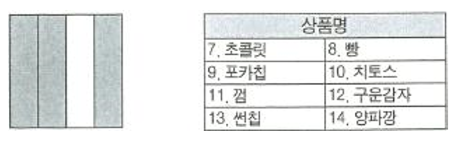 상품명
7. 초콜릿 8. 빵
9. 포카칩 10. 치토스
11. 껌 12. 구운감자
13. 썬칩 14. 양파깡